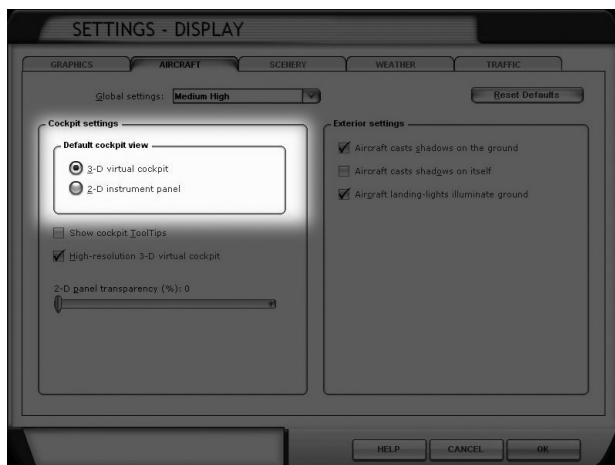 SETTINGS - DISPLAY
GRAPHICS AIRCRAFT SCENERY WEATHER TRAFFIC
Global settings: Medium High Reset Defaults
Cockpit settings
Default cockpit view
3-D virtual cockpit
2-D instrument panel
Show cockpit ToolTips
High-resolution 3-D virtual cockpit
2-D panel transparency (%): 0
Exterior settings
Aircraft casts shadows on the ground
Aircraft casts shadows on itself
Aircraft landing-lights illuminate ground
HELP CANCEL OK